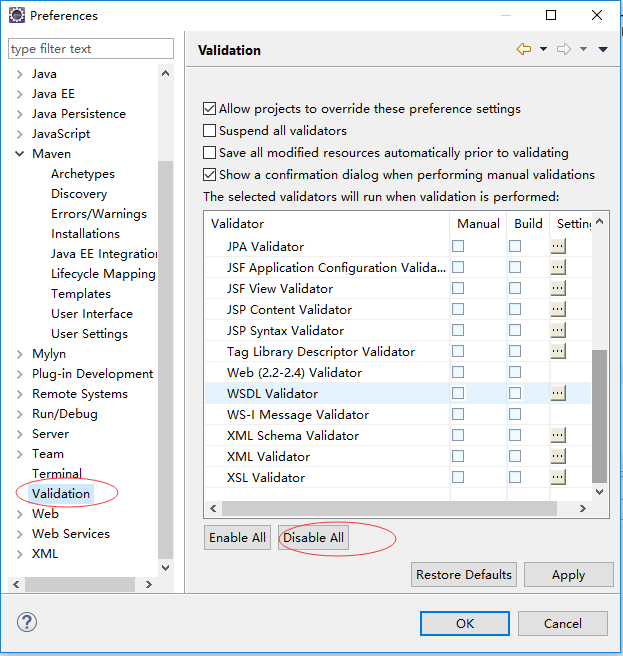 Preferences
type filter text
Java
Java EE
Java Persistence
JavaScript
Maven
Archetypes
Discovery
Errors/Warnings
Installations
Java EE Integration
Lifecycle Mapping
Templates
User Interface
User Settings
Mylyn
Plug-in Development
Remote Systems
Run/Debug
Server
Team
Terminal
Validation
Web
Web Services
XML
Validation
Allow projects to override these preference settings
Suspend all validators
Save all modified resources automatically prior to validating
Show a confirmation dialog when performing manual validations
The selected validators will run when validation is performed:
Validator Manual Build Setting
JPA Validator ...
JSF Application Configuration Valida... ...
JSF View Validator ...
JSP Content Validator ...
JSP Syntax Validator ...
Tag Library Descriptor Validator ...
Web (2.2-2.4) Validator
WSDL Validator ...
WS-I Message Validator
XML Schema Validator ...
XML Validator ...
XSL Validator ...
Enable All Disable All
Restore Defaults Apply
? OK Cancel